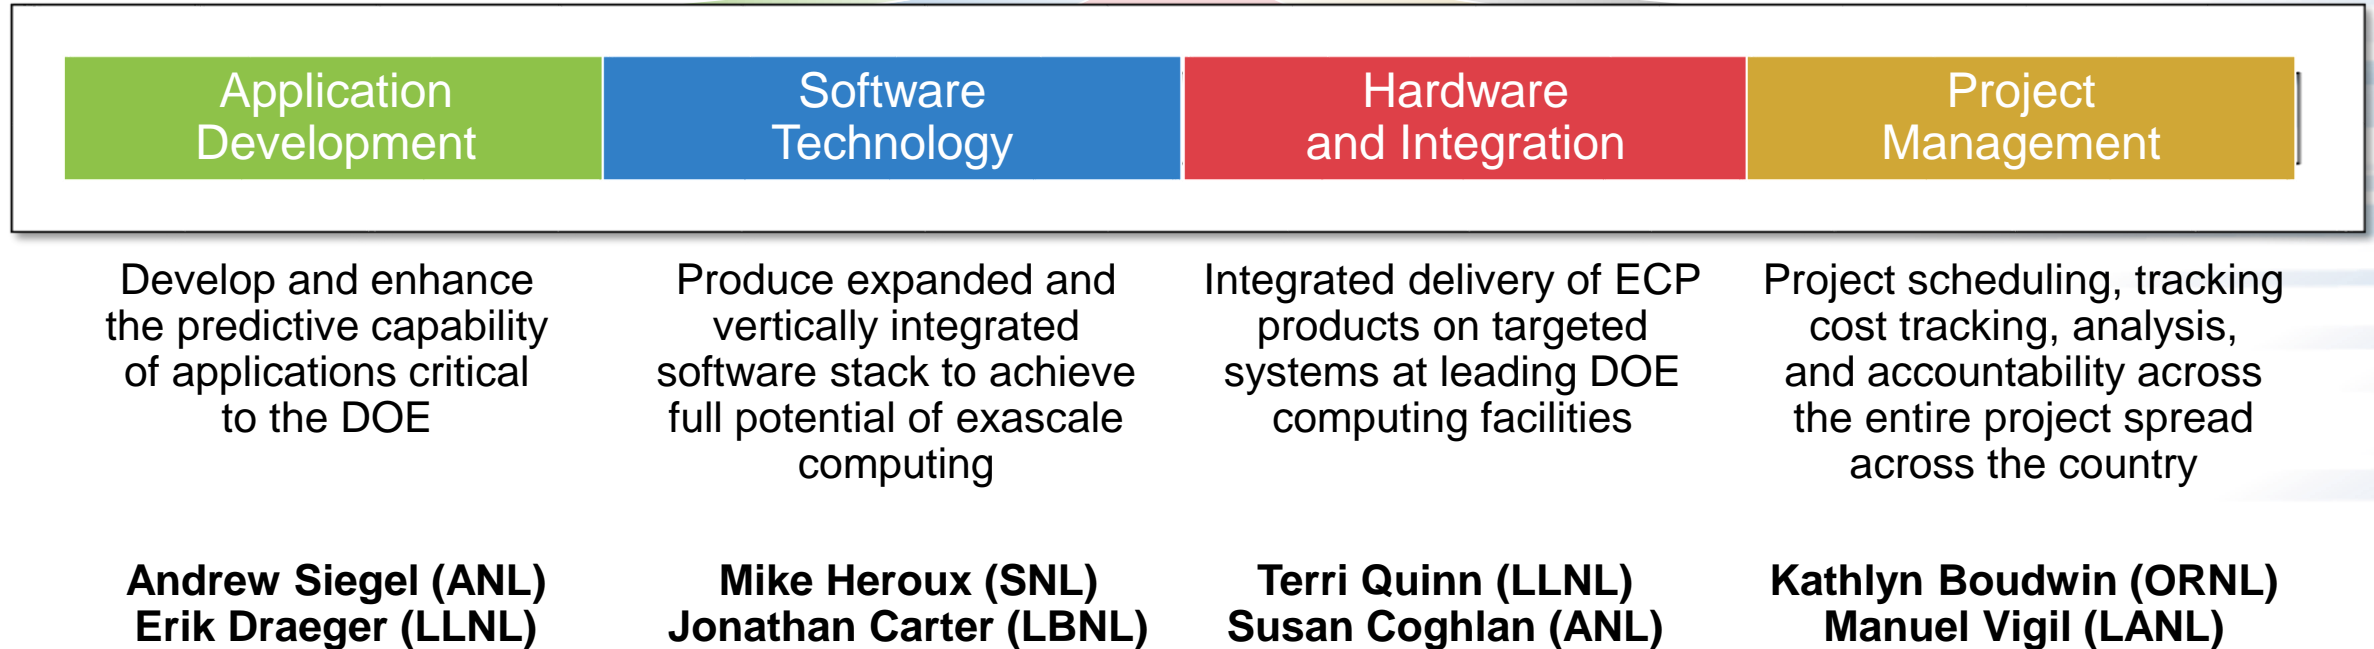 Application
Development
Software
Technology
Hardware
and Integration
Project
Management
Develop and enhance
the predictive capability
of applications critical
to the DOE
Produce expanded and
vertically integrated
software stack to achieve
full potential of exascale
computing
Integrated delivery of ECP
products on targeted
systems at leading DOE
computing facilities
Project scheduling, tracking
cost tracking, analysis,
and accountability across
the entire project spread
across the country
Andrew Siegel (ANL)
Erik Draeger (LLNL)
Mike Heroux (SNL)
Jonathan Carter (LBNL)
Terri Quinn (LLNL)
Susan Coghlan (ANL)
Kathlyn Boudwin (ORNL)
Manuel Vigil (LANL)